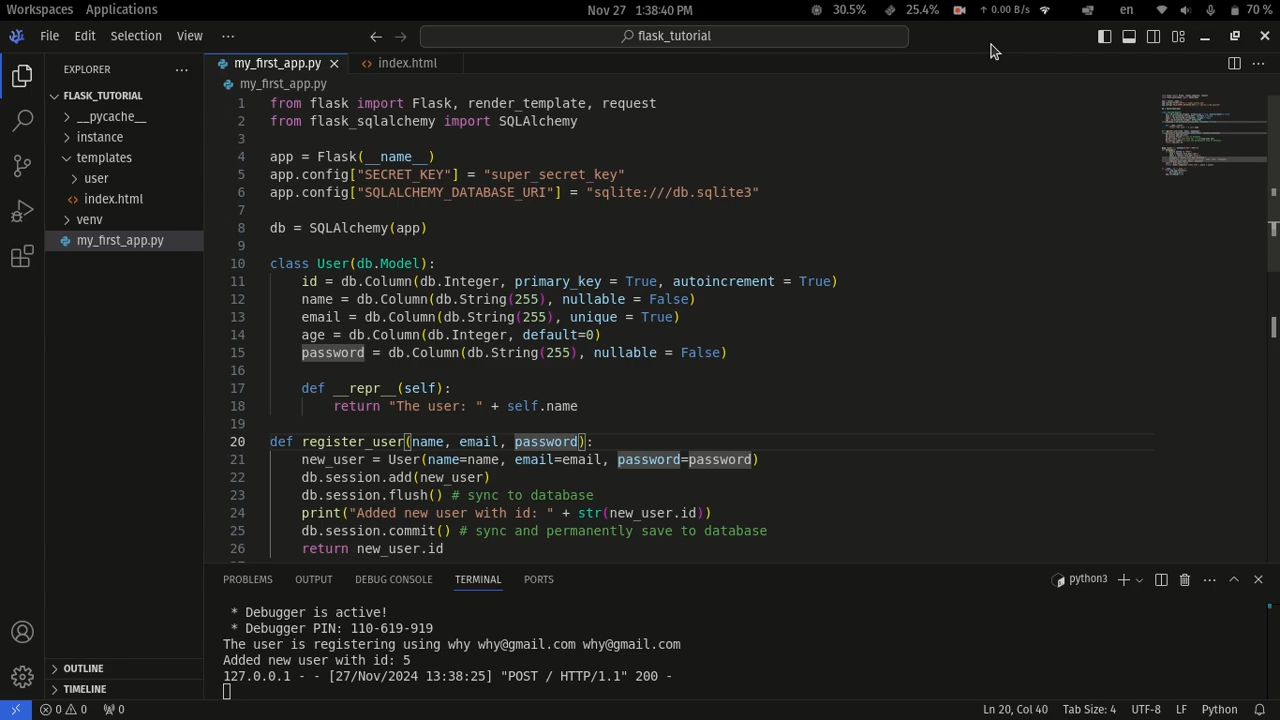 Workspaces Applications Nov 27 1:38:40 PM 30.5% 25.4% ↑ 0.00 B/s en 70 %
File Edit Selection View ··· flask_tutorial
EXPLORER my_first_app.py index.html
my_first_app.py
FLASK_TUTORIAL
__pycache__
instance
templates
user
index.html
venv
my_first_app.py
OUTLINE
TIMELINE
1 from flask import Flask, render_template, request
2 from flask_sqlalchemy import SQLAlchemy
3
4 app = Flask(__name__)
5 app.config["SECRET_KEY"] = "super_secret_key"
6 app.config["SQLALCHEMY_DATABASE_URI"] = "sqlite:///db.sqlite3"
7
8 db = SQLAlchemy(app)
9
10 class User(db.Model):
11 id = db.Column(db.Integer, primary_key = True, autoincrement = True)
12 name = db.Column(db.String(255), nullable = False)
13 email = db.Column(db.String(255), unique = True)
14 age = db.Column(db.Integer, default=0)
15 password = db.Column(db.String(255), nullable = False)
16
17 def __repr__(self):
18 return "The user: " + self.name
19
20 def register_user(name, email, password):
21 new_user = User(name=name, email=email, password=password)
22 db.session.add(new_user)
23 db.session.flush() # sync to database
24 print("Added new user with id: " + str(new_user.id))
25 db.session.commit() # sync and permanently save to database
26 return new_user.id
PROBLEMS OUTPUT DEBUG CONSOLE TERMINAL PORTS python3
* Debugger is active!
* Debugger PIN: 110-619-919
The user is registering using why why@gmail.com why@gmail.com
Added new user with id: 5
127.0.0.1 - - [27/Nov/2024 13:38:25] "POST / HTTP/1.1" 200 -
0 0 0 Ln 20, Col 40 Tab Size: 4 UTF-8 LF Python